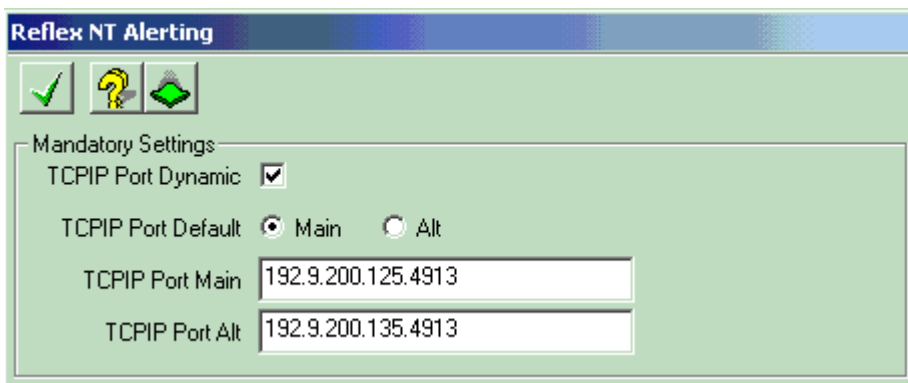 Reflex NT Alerting
Mandatory Settings
TCPIP Port Dynamic
TCPIP Port Default Main Alt
TCPIP Port Main 192.9.200.125.4913
TCPIP Port Alt 192.9.200.135.4913